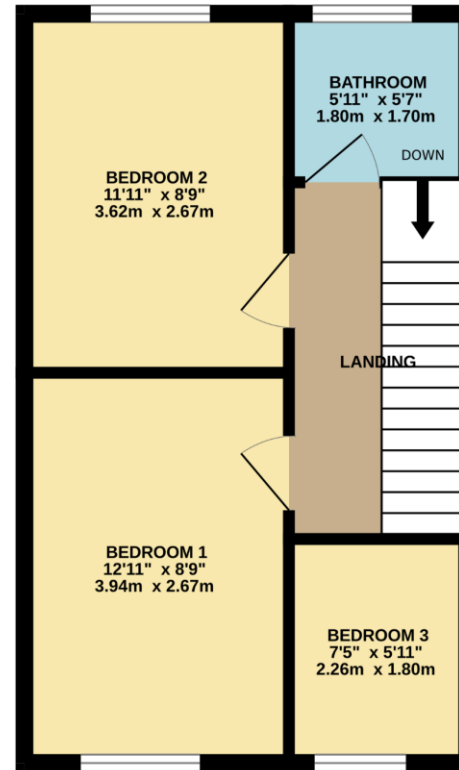 BATHROOM
5'11" x 5'7"
1.80m x 1.70m
DOWN
BEDROOM 2
11'11" x 8'9"
3.62m x 2.67m
LANDING
BEDROOM 1
12'11" x 8'9"
3.94m x 2.67m
BEDROOM 3
7'5" x 5'11"
2.26m x 1.80m